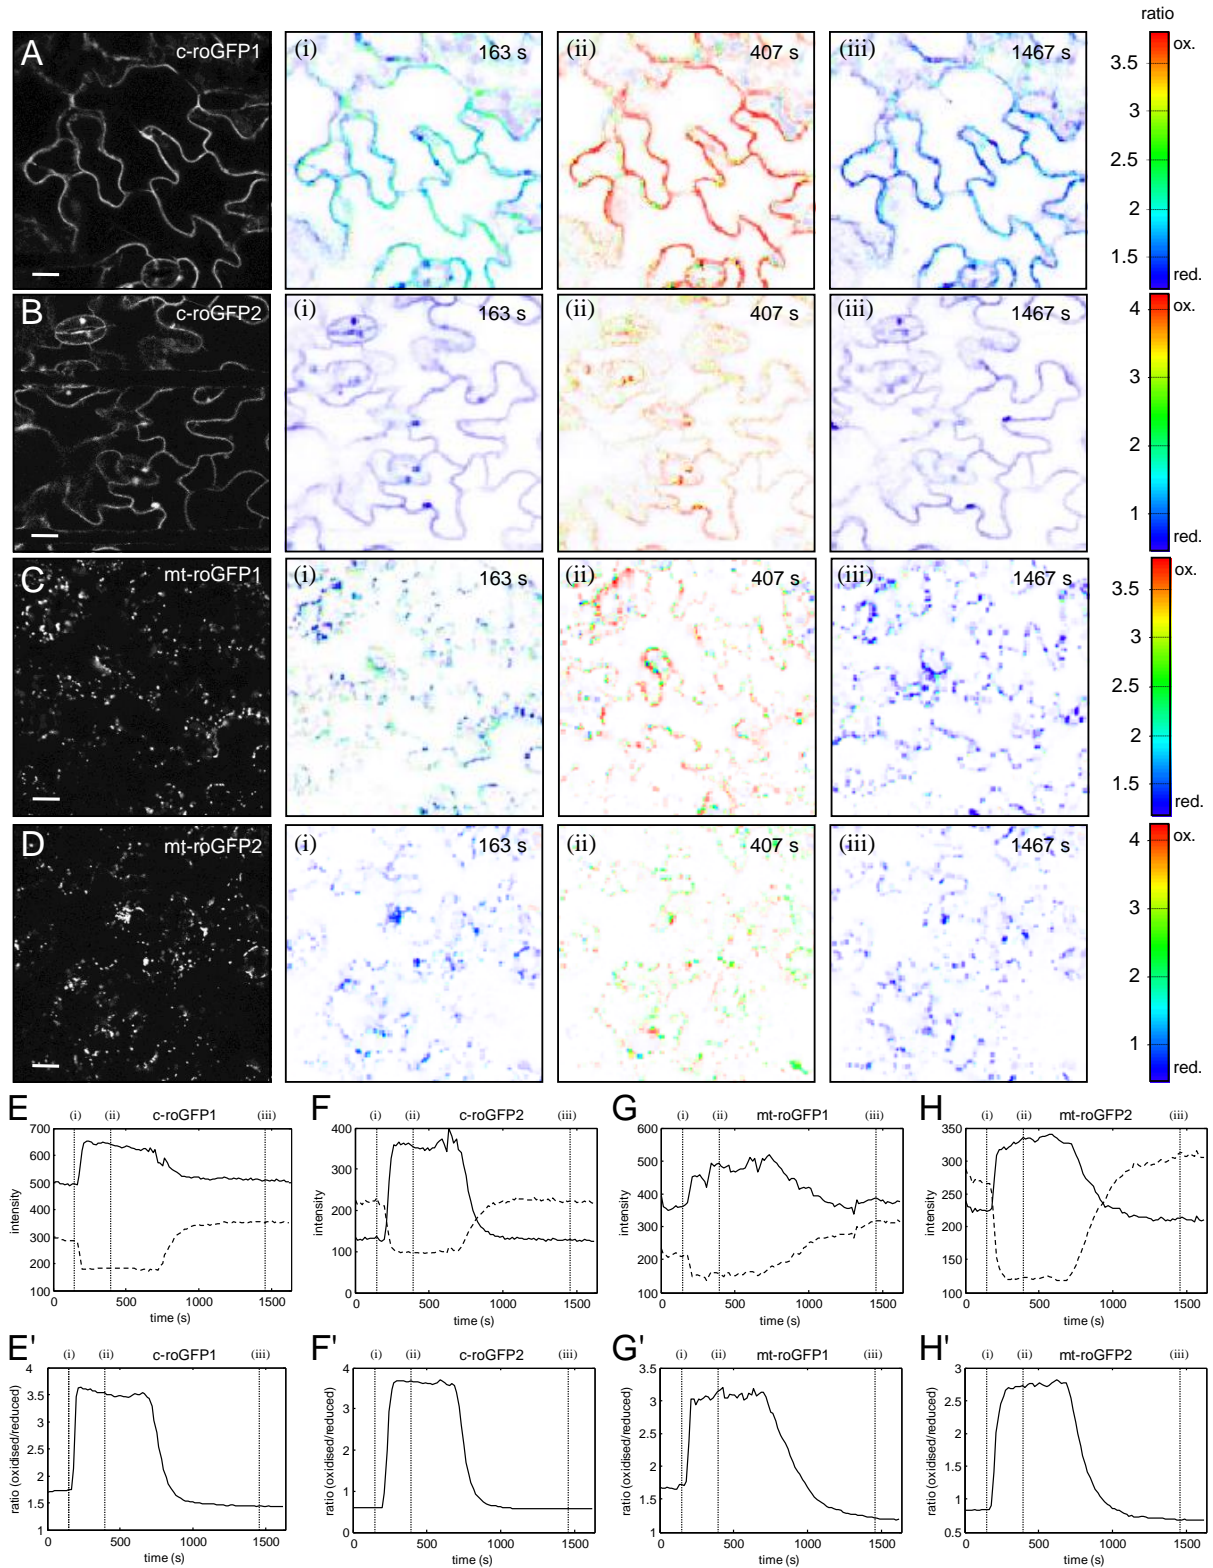 ratio
A c-roGFP1 (i) 163 s (ii) 407 s (iii) 1467 s ox.
3.5
3
2.5
2
1.5
red.
B c-roGFP2 (i) 163 s (ii) 407 s (iii) 1467 s ox.
4
3
2
1
red.
C mt-roGFP1 (i) 163 s (ii) 407 s (iii) 1467 s ox.
3.5
3
2.5
2
1.5
red.
D mt-roGFP2 (i) 163 s (ii) 407 s (iii) 1467 s ox.
4
3
2
1
red.
E (i) (ii) c-roGFP1 (iii)
intensity
700
600
500
400
300
200
100
0 500 1000 1500
time (s)
F (i) (ii) c-roGFP2 (iii)
intensity
400
300
200
100
0
0 500 1000 1500
time (s)
G (i) (ii) mt-roGFP1 (iii)
intensity
600
500
400
300
200
100
0 500 1000 1500
time (s)
H (i) (ii) mt-roGFP2 (iii)
intensity
350
300
250
200
150
100
0 500 1000 1500
time (s)
E' (i) (ii) c-roGFP1 (iii)
ratio (oxidised/reduced)
4
3.5
3
2.5
2
1.5
1
0 500 1000 1500
time (s)
F' (i) (ii) c-roGFP2 (iii)
ratio (oxidised/reduced)
4
3
2
1
0
0 500 1000 1500
time (s)
G' (i) (ii) mt-roGFP1 (iii)
ratio (oxidised/reduced)
3.5
3
2.5
2
1.5
1
0 500 1000 1500
time (s)
H' (i) (ii) mt-roGFP2 (iii)
ratio (oxidised/reduced)
3
2.5
2
1.5
1
0.5
0 500 1000 1500
time (s)